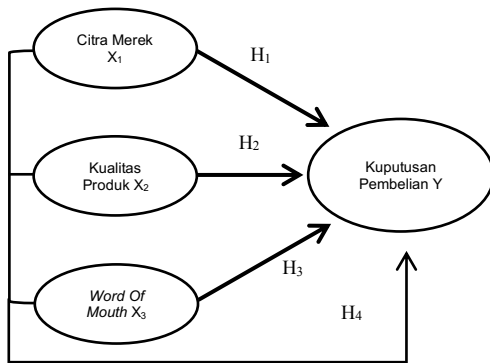 Citra Merek
X₁
H₁
H₂
Kualitas
Produk X₂
Kuputusan
Pembelian Y
H₃
Word Of
Mouth X₃
H₄